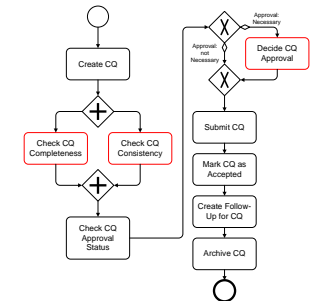 Create CQ
Check CQ
Completeness
Check CQ
Consistency
Check CQ
Approval
Status
Approval:
Necessary
Approval:
not
Necessary
Decide CQ
Approval
Submit CQ
Mark CQ as
Accepted
Create Follow-
Up for CQ
Archive CQ